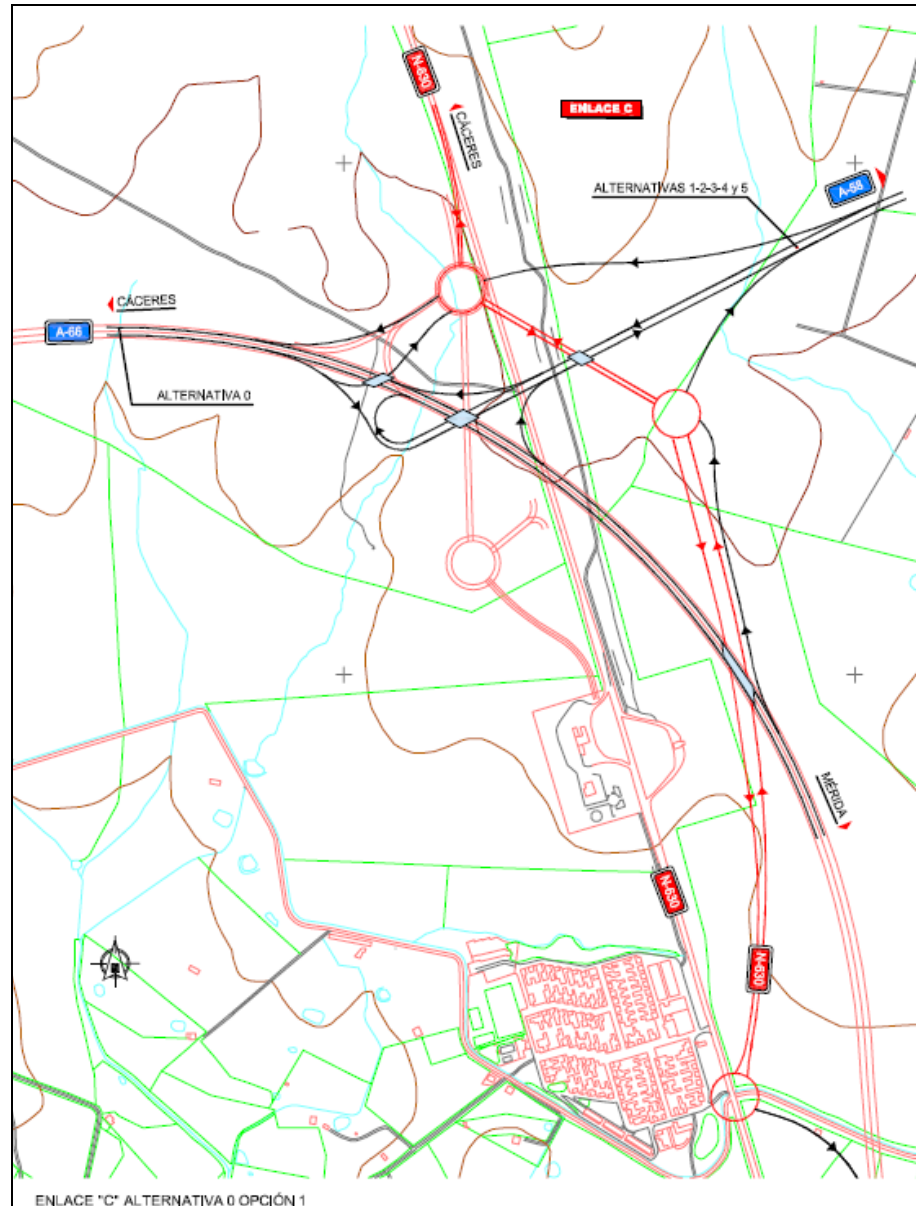 N-630
CÁCERES
ENLACE C
ALTERNATIVAS 1-2-3-4 y 5
A-58
CÁCERES
A-66
ALTERNATIVA 0
MÉRIDA
N-630
N-630
ENLACE "C" ALTERNATIVA 0 OPCIÓN 1